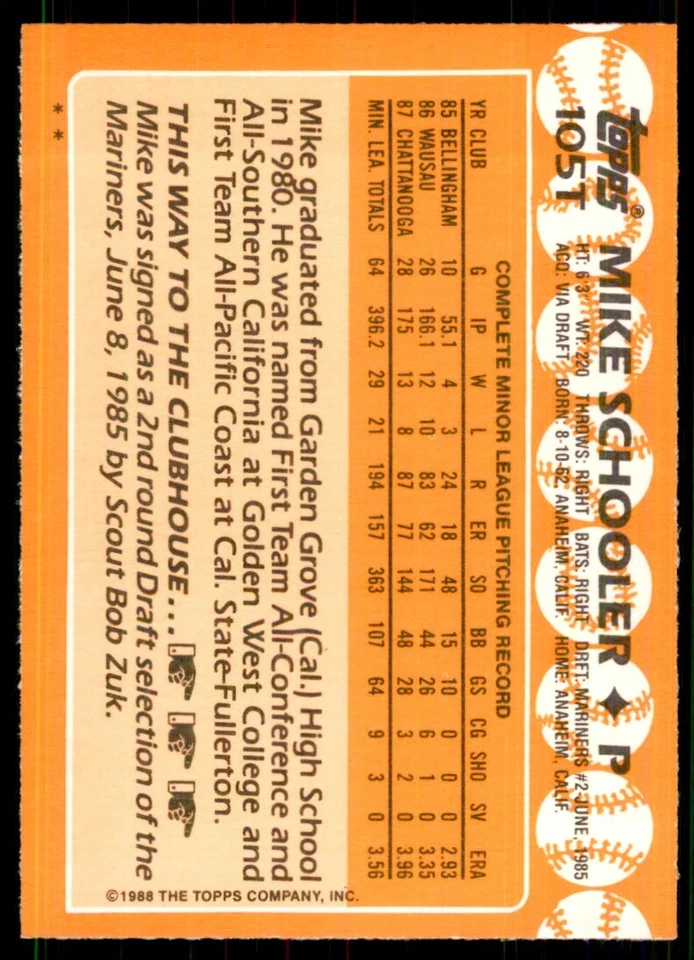 Topps® MIKE SCHOOLER ♦ P
105T
HT: 6'3" WT: 220 THROWS: RIGHT BATS: RIGHT DRFT: MARINERS #2-JUNE, 1985
ACQ: VIA DRAFT BORN: 8-10-62, ANAHEIM, CALIF. HOME: ANAHEIM, CALIF.
COMPLETE MINOR LEAGUE PITCHING RECORD
YR CLUB G IP W L R ER SO BB GS CG SHO SV ERA
85 BELLINGHAM 10 55.1 4 3 24 18 48 15 10 0 0 0 2.93
86 WAUSAU 26 166.1 12 10 83 62 171 44 26 6 1 0 3.35
87 CHATTANOOGA 28 175 13 8 87 77 144 48 28 3 2 0 3.96
MIN. LEA. TOTALS 64 396.2 29 21 194 157 363 107 64 9 3 0 3.56
Mike graduated from Garden Grove (Cal.) High School
in 1980. He was named First Team All-Conference and
All-Southern California at Golden West College and
First Team All-Pacific Coast at Cal. State-Fullerton.
THIS WAY TO THE CLUBHOUSE...
Mike was signed as a 2nd round Draft selection of the
Mariners, June 8, 1985 by Scout Bob Zuk.
* *
©1988 THE TOPPS COMPANY, INC.